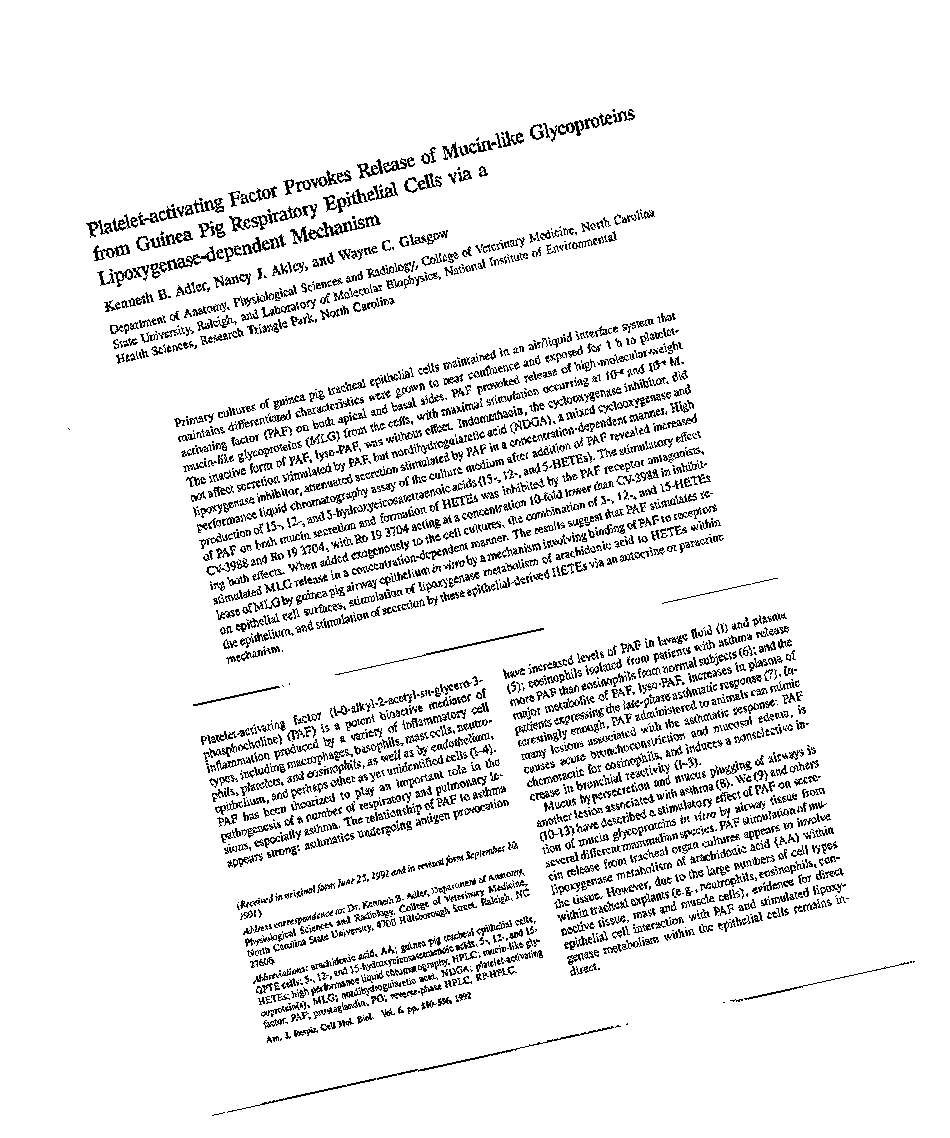 Platelet-activating Factor Provokes Release of Mucin-like Glycoproteins
from Guinea Pig Respiratory Epithelial Cells via a
Lipoxygenase-dependent Mechanism
Kenneth B. Adler, Nancy J. Akley, and Wayne C. Glasgow
Department of Anatomy, Physiological Sciences and Radiology, College of Veterinary Medicine, North Carolina
State University, Raleigh, and Laboratory of Molecular Biophysics, National Institute of Environmental
Health Sciences, Research Triangle Park, North Carolina
Primary cultures of guinea pig tracheal epithelial cells maintained in an air/liquid interface system that
maintains differentiated characteristics were grown to near confluence and exposed for 1 h to platelet-
activating factor (PAF) on both apical and basal sides. PAF provoked release of high-molecular-weight
mucin-like glycoproteins (MLG) from the cells, with maximal stimulation occurring at and M.
The inactive form of PAF, lyso-PAF, was without effect. Indomethacin, the cyclooxygenase inhibitor, did
not affect secretion stimulated by PAF, but nordihydroguiaretic acid (NDGA), a mixed cyclooxygenase and
lipoxygenase inhibitor, attenuated secretion stimulated by PAF in a concentration-dependent manner. High
performance liquid chromatography assay of the culture medium after addition of PAF revealed increased
production of 15-, 12-, and 5-hydroxyeicosatetraenoic acids (15-, 12-, and 5-HETEs). The stimulatory effect
of PAF on both mucin secretion and formation of HETEs was inhibited by the PAF receptor antagonists,
CV-3988 and Ro 19 3704, with Ro 19 3704 acting at a concentration 10-fold lower than CV-3988 in inhibit-
ing both effects. When added exogenously to the cell cultures, the combination of 5-, 12-, and 15-HETEs
stimulated MLG release in a concentration-dependent manner. The results suggest that PAF stimulates re-
lease of MLG by guinea pig airway epithelium in vitro by a mechanism involving binding of PAF to receptors
on epithelial cell surfaces, stimulation of lipoxygenase metabolism of arachidonic acid to HETEs within
the epithelium, and stimulation of secretion by these epithelial-derived HETEs via an autocrine or paracrine
mechanism.
Platelet-activating factor (1-0-alkyl-2-acetyl-sn-glycero-3-
phosphocholine) (PAF) is a potent bioactive mediator of
inflammation produced by a variety of inflammatory cell
types, including macrophages, basophils, mast cells, neutro-
phils, platelets, and eosinophils, as well as by endothelium,
epithelium, and perhaps other as yet unidentified cells (1-4).
PAF has been theorized to play an important role in the
pathogenesis of a number of respiratory and pulmonary le-
sions, especially asthma. The relationship of PAF to asthma
appears strong: asthmatics undergoing antigen provocation
(Received in original form June 25, 1991 and in revised form September 10,
1991)
Address correspondence to: Dr. Kenneth B. Adler, Department of Anatomy,
Physiological Sciences and Radiology, College of Veterinary Medicine,
North Carolina State University, 4700 Hillsborough Street, Raleigh, NC
27606.
Abbreviations: arachidonic acid, AA; guinea pig tracheal epithelial cells,
GPTE cells; 5-, 12-, and 15-hydroxyeicosatetraenoic acids, 5-, 12-, and 15-
HETEs; high performance liquid chromatography, HPLC; mucin-like gly-
coprotein(s), MLG; nordihydroguiaretic acid, NDGA; platelet-activating
factor, PAF; prostaglandin, PG; reverse-phase HPLC, RP-HPLC.
Am. J. Respir. Cell Mol. Biol. Vol. 6. pp. 550-556, 1992
have increased levels of PAF in lavage fluid (1) and plasma
(5); eosinophils isolated from patients with asthma release
more PAF than eosinophils from normal subjects (6); and the
major metabolite of PAF, lyso-PAF, increases in plasma of
patients expressing the late-phase asthmatic response (7). In-
terestingly enough, PAF administered to animals can mimic
many lesions associated with the asthmatic response: PAF
causes acute bronchoconstriction and mucosal edema, is
chemotactic for eosinophils, and induces a nonselective in-
crease in bronchial reactivity (1-3).
Mucus hypersecretion and mucus plugging of airways is
another lesion associated with asthma (8). We (9) and others
(10-13) have described a stimulatory effect of PAF on secre-
tion of mucin glycoproteins in vitro by airway tissue from
several different mammalian species. PAF stimulation of mu-
cin release from tracheal organ cultures appears to involve
lipoxygenase metabolism of arachidonic acid (AA) within
the tissue. However, due to the large numbers of cell types
within tracheal explants (e.g., neutrophils, eosinophils, con-
nective tissue, mast and muscle cells), evidence for direct
epithelial cell interaction with PAF and stimulated lipoxy-
genase metabolism within the epithelial cells remains in-
direct.